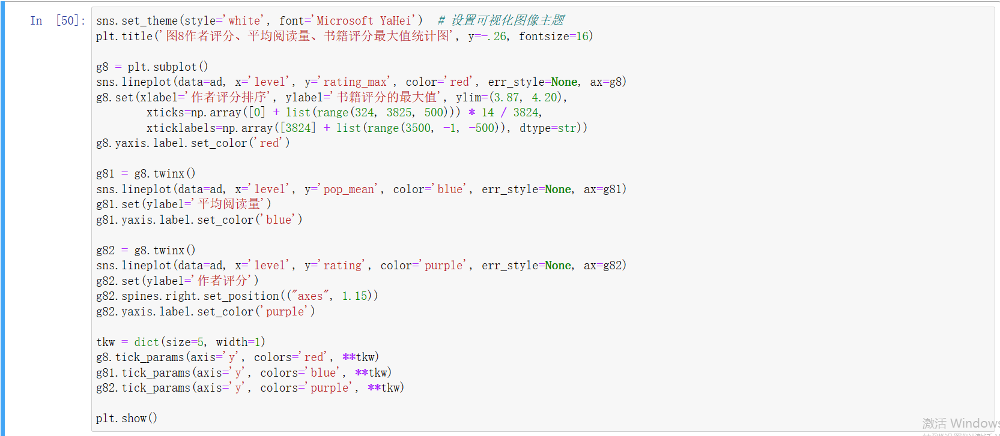 In [50]: sns.set_theme(style='white', font='Microsoft YaHei')  # 设置可视化图像主题
plt.title('图8作者评分、平均阅读量、书籍评分最大值统计图', y=-.26, fontsize=16)
g8 = plt.subplot()
sns.lineplot(data=ad, x='level', y='rating_max', color='red', err_style=None, ax=g8)
g8.set(xlabel='作者评分排序', ylabel='书籍评分的最大值', ylim=(3.87, 4.20),
        xticks=np.array([0] + list(range(324, 3825, 500))) * 14 / 3824,
        xticklabels=np.array([3824] + list(range(3500, -1, -500)), dtype=str))
g8.yaxis.label.set_color('red')
g81 = g8.twinx()
sns.lineplot(data=ad, x='level', y='pop_mean', color='blue', err_style=None, ax=g81)
g81.set(ylabel='平均阅读量')
g81.yaxis.label.set_color('blue')
g82 = g8.twinx()
sns.lineplot(data=ad, x='level', y='rating', color='purple', err_style=None, ax=g82)
g82.set(ylabel='作者评分')
g82.spines.right.set_position(("axes", 1.15))
g82.yaxis.label.set_color('purple')
tkw = dict(size=5, width=1)
g8.tick_params(axis='y', colors='red', **tkw)
g81.tick_params(axis='y', colors='blue', **tkw)
g82.tick_params(axis='y', colors='purple', **tkw)
plt.show()
激活 Windows